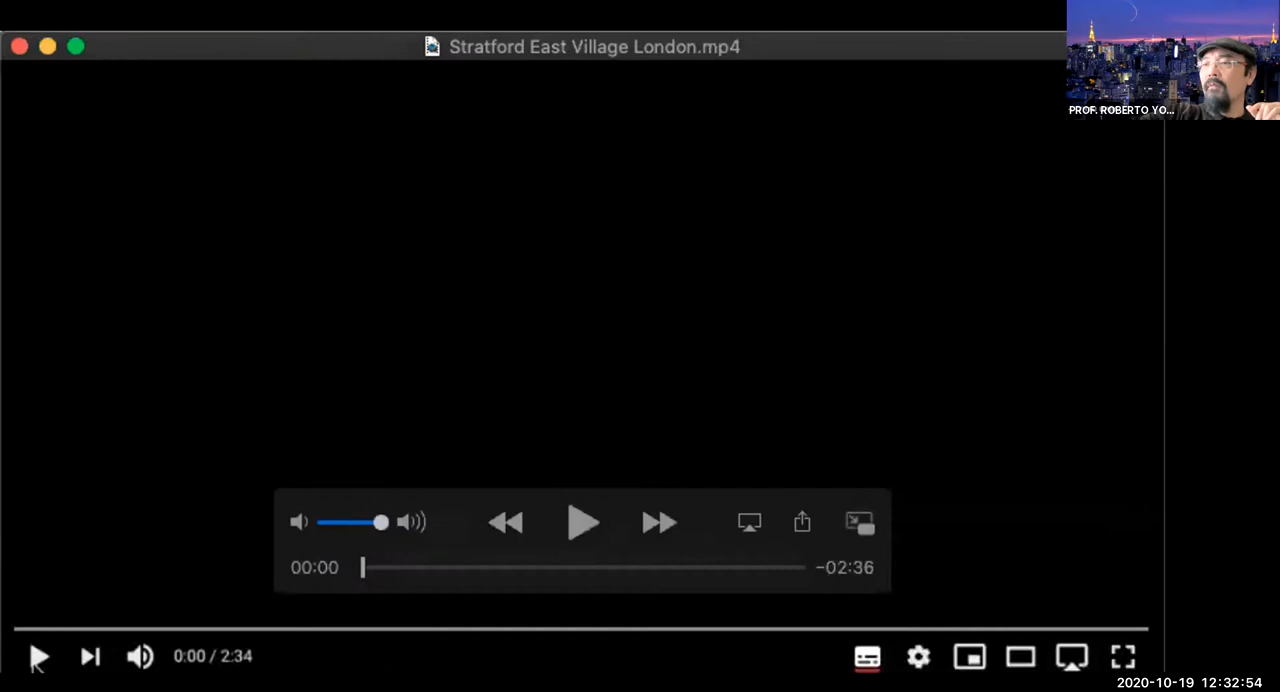 Stratford East Village London.mp4
PROF. ROBERTO YO...
00:00
-02:36
0:00 / 2:34
2020-10-19 12:32:54